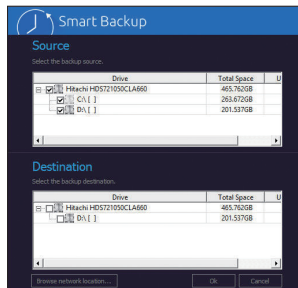 Smart Backup
Source
Select the backup source.
Drive Total Space U
Hitachi HDS721050CLA660 465.762GB
C:\ [ ] 263.672GB
D:\ [ ] 201.537GB
Destination
Select the backup destination.
Drive Total Space U
Hitachi HDS721050CLA660 465.762GB
D:\ [ ] 201.537GB
Browse network location... Ok Cancel